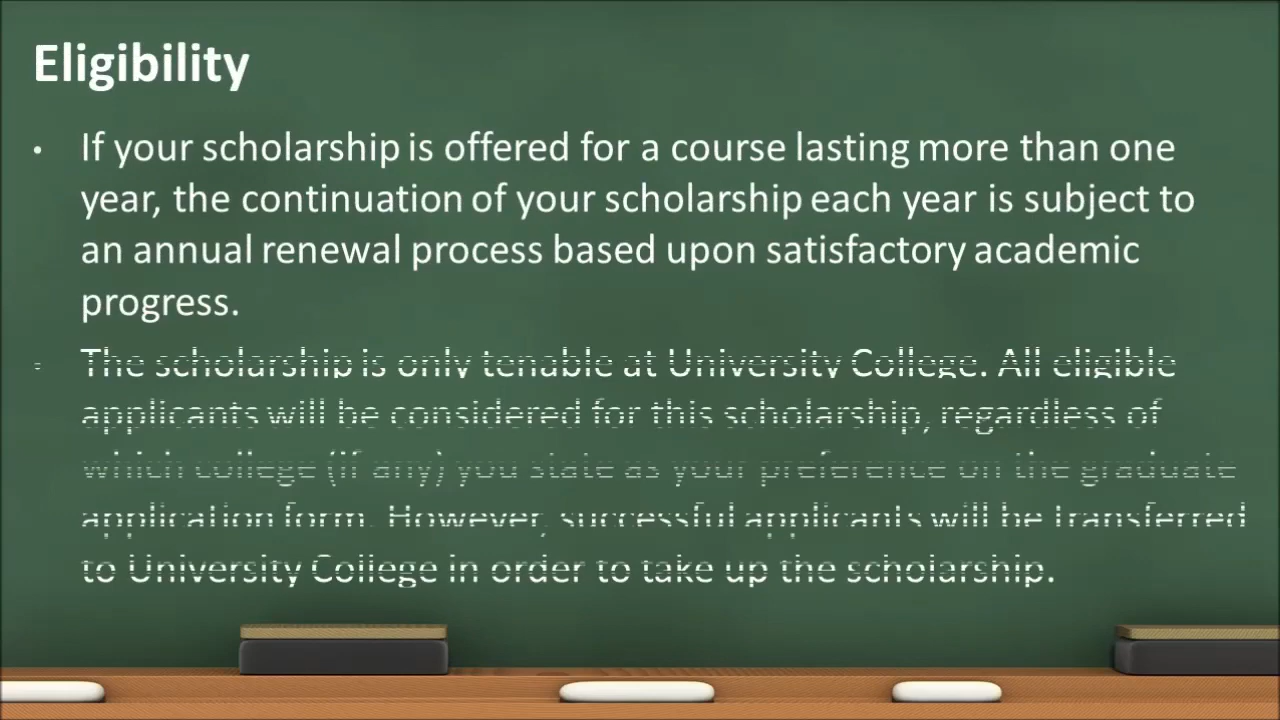 Eligibility
• If your scholarship is offered for a course lasting more than one
year, the continuation of your scholarship each year is subject to
an annual renewal process based upon satisfactory academic
progress.
• The scholarship is only tenable at University College. All eligible
applicants will be considered for this scholarship, regardless of
which college (if any) you state as your preference on the graduate
application form. However, successful applicants will be transferred
to University College in order to take up the scholarship.